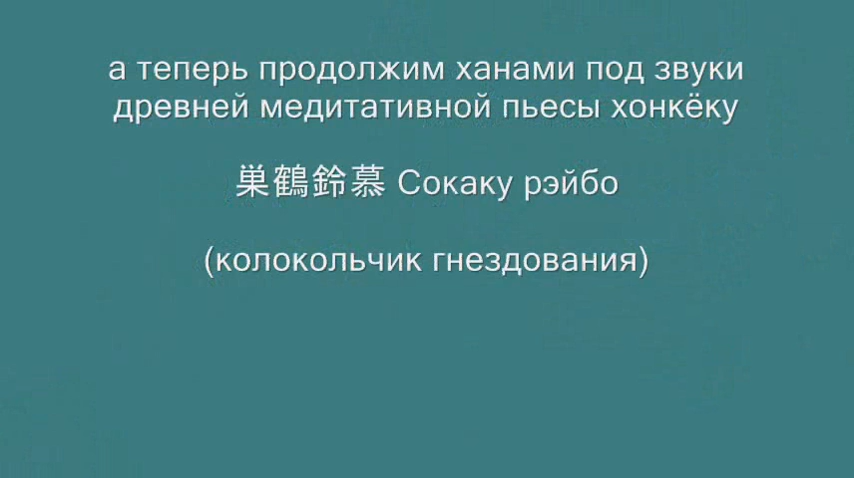 а теперь продолжим ханами под звуки
древней медитативной пьесы хонкёку
巣鶴鈴慕 Сокаку рэйбо
(колокольчик гнездования)